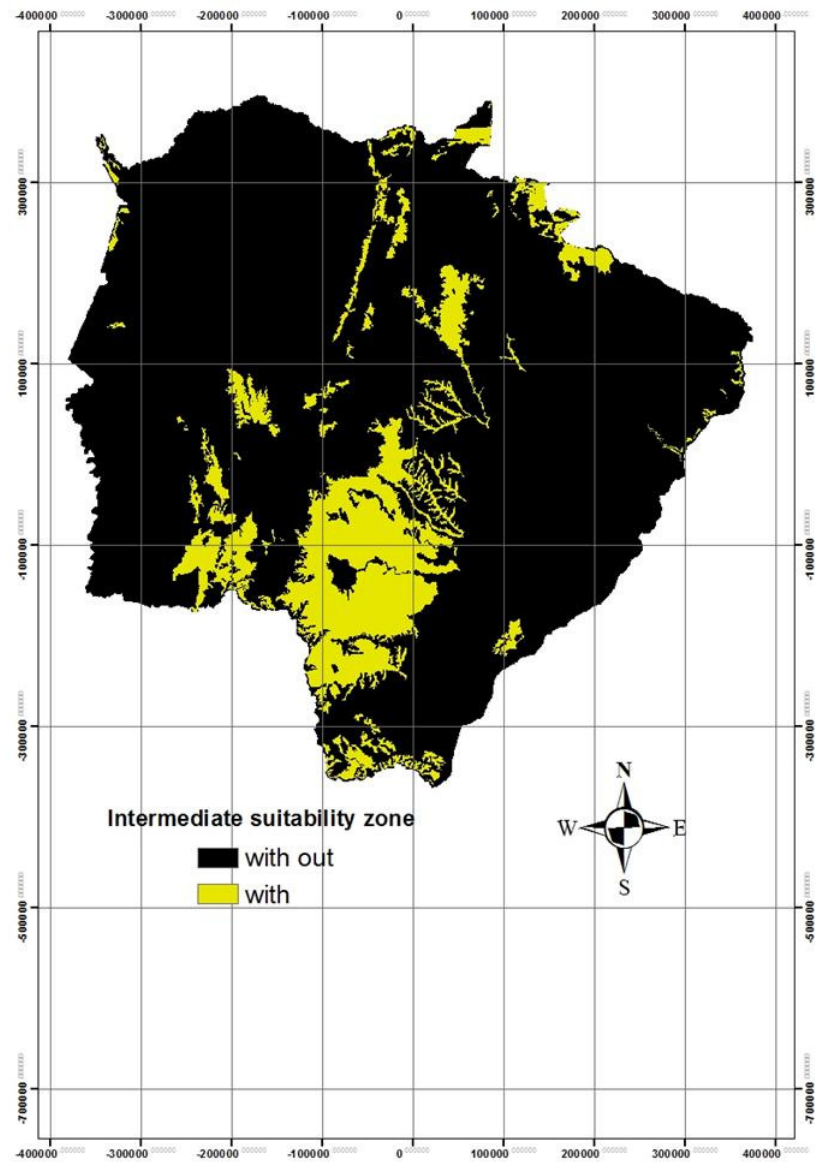 -400000 -300000 -200000 -100000 0 100000 200000 300000 400000
300000 300000
100000 100000
-100000 -100000
-300000 -300000
N
Intermediate suitability zone
W E
with out
S
with
-500000 -500000
-700000 -700000
-400000 -300000 -200000 -100000 0 100000 200000 300000 400000